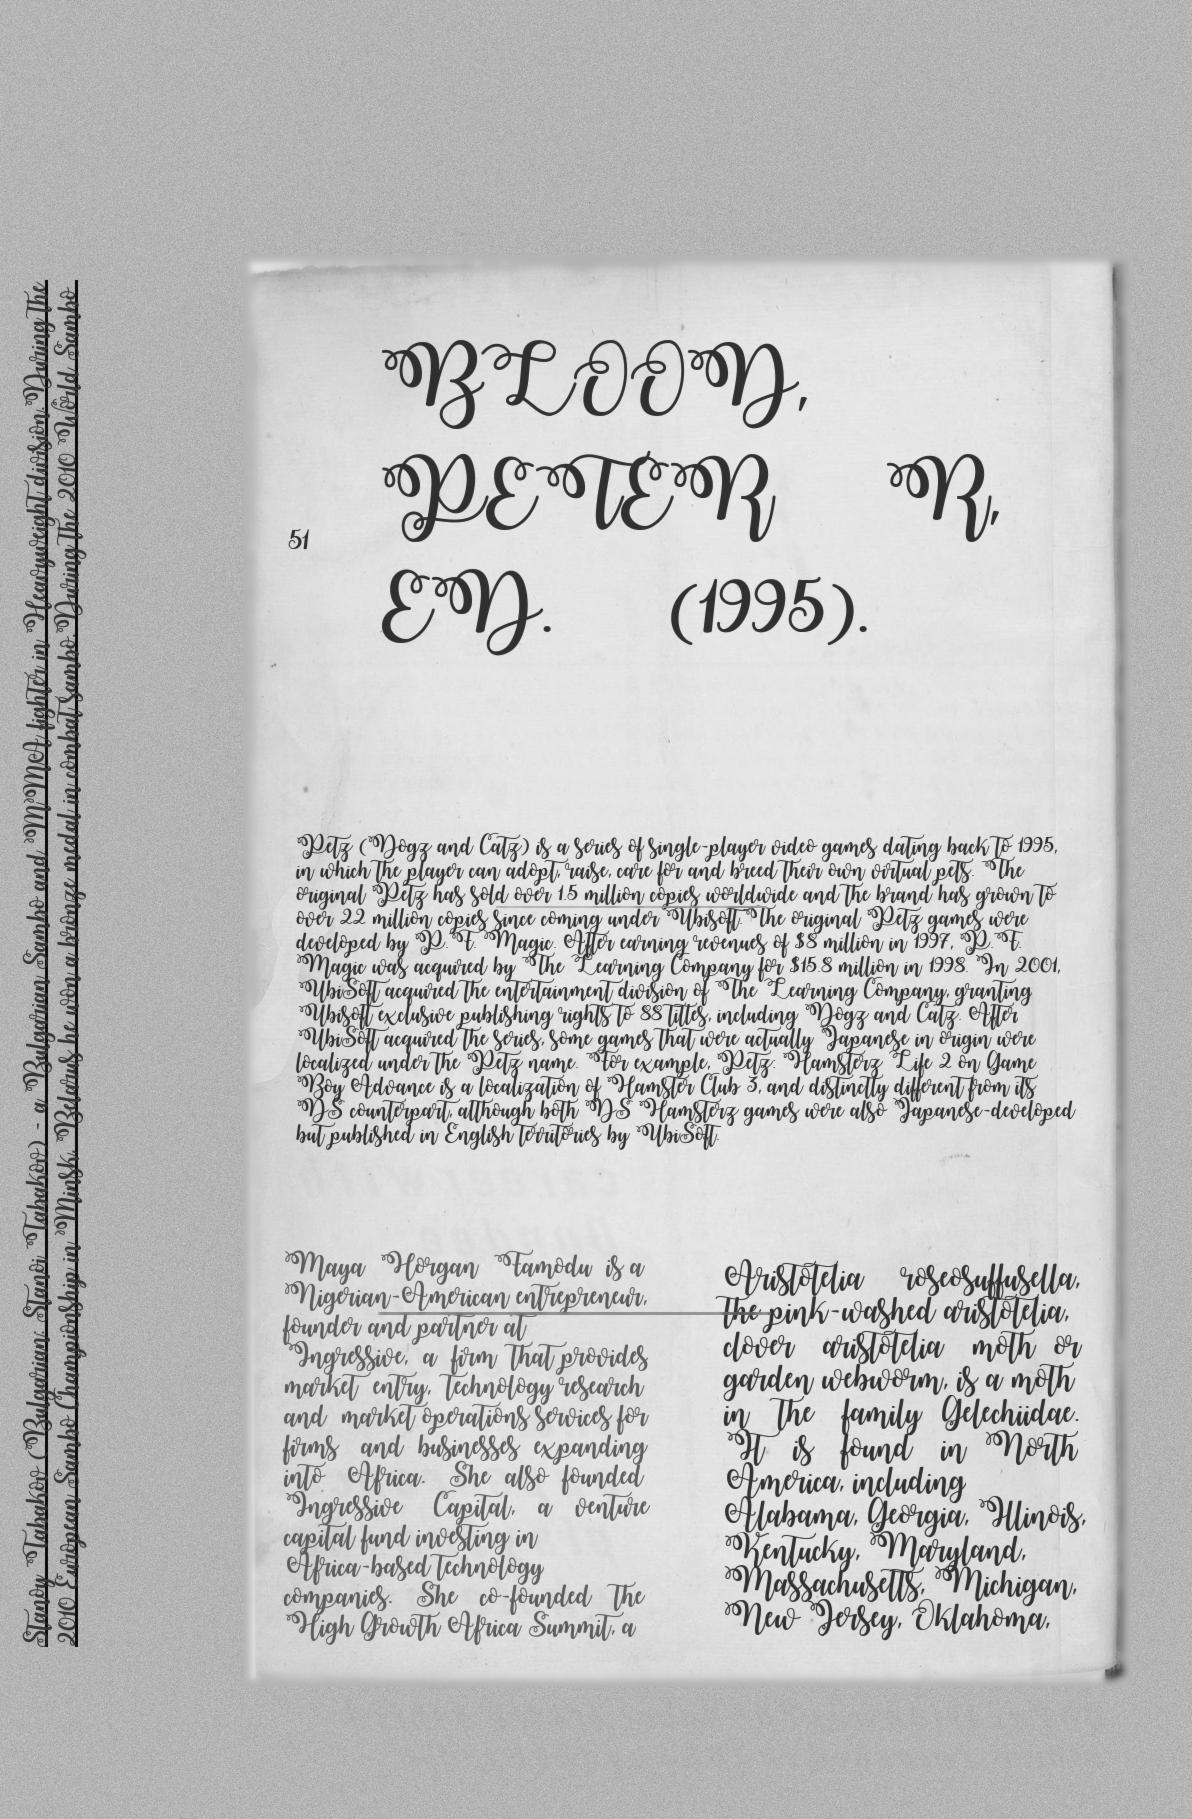 Stanoy Tabakov (Bulgarian: Stanoi Tabakov) - a Bulgarian Sambo and MMA fighter in Heavyweight division. During the
2010 European Sambo Championship in Minsk, Belarus he won a bronze medal in combat Sambo. During the 2010 World Sambo
BLOOM,
PETER R,
EN. (1995).
51
Petz (Dogz and Catz) is a series of single-player video games dating back to 1995,
in which the player can adopt, raise, care for and breed their own virtual pets. The
original Petz has sold over 1.5 million copies worldwide and the brand has grown to
over 22 million copies since coming under Ubisoft. The original Petz games were
developed by P. F. Magic. After earning revenues of $8 million in 1997, P. F.
Magic was acquired by The Learning Company for $15.8 million in 1998. In 2001,
UbiSoft acquired the entertainment division of The Learning Company, granting
Ubisoft exclusive publishing rights to 88 titles, including Dogz and Catz. After
UbiSoft acquired the series, some games that were actually Japanese in origin were
localized under the Petz name. For example, Petz: Hamsterz Life 2 on Game
Boy Advance is a localization of Hamster Club 3, and distinctly different from its
DS counterpart, although both DS Hamsterz games were also Japanese-developed
but published in English territories by UbiSoft.
Maya Horgan Famodu is a
Nigerian-American entrepreneur,
founder and partner at
Ingressive, a firm that provides
market entry, technology research
and market operations services for
firms and businesses expanding
into Africa. She also founded
Ingressive Capital, a venture
capital fund investing in
Africa-based technology
companies. She co-founded the
High Growth Africa Summit, a
Aristotelia roseosuffusella,
the pink-washed aristotelia,
clover aristotelia moth or
garden webworm, is a moth
in the family Gelechiidae.
It is found in North
America, including
Alabama, Georgia, Illinois,
Kentucky, Maryland,
Massachusetts, Michigan,
New Jersey, Oklahoma,